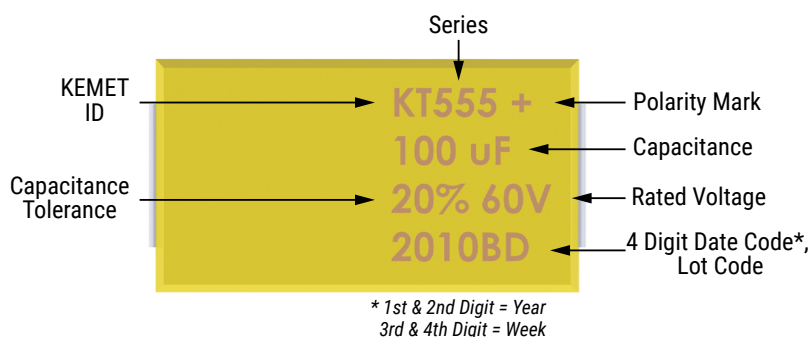 Series
KEMET
ID
KT555 +
Polarity Mark
100 uF
Capacitance
Capacitance
Tolerance
20% 60V
Rated Voltage
2010BD
4 Digit Date Code*,
Lot Code
* 1st & 2nd Digit = Year
3rd & 4th Digit = Week